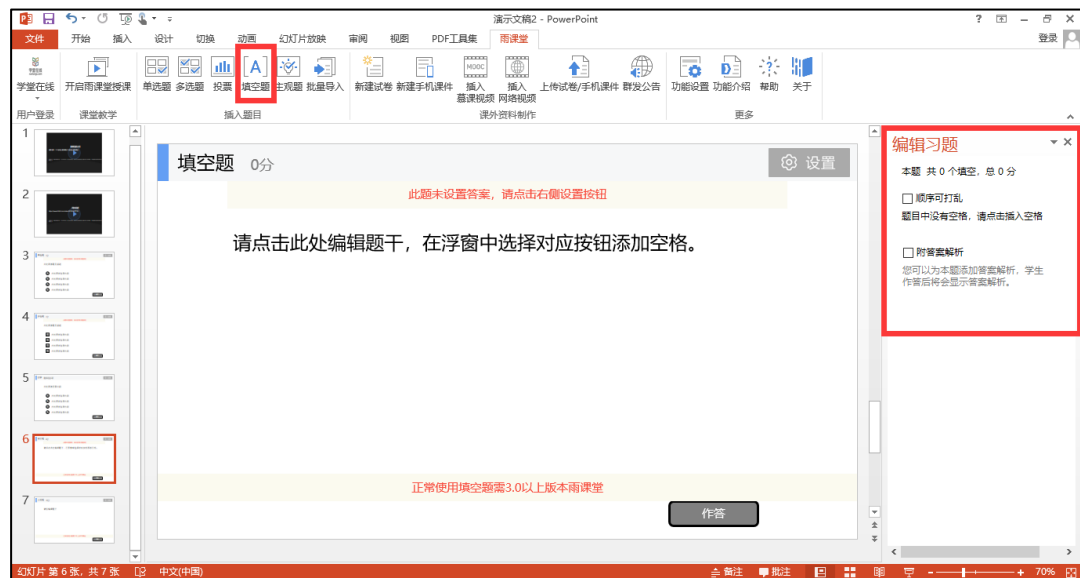 演示文稿2 - PowerPoint
文件 开始 插入 设计 切换 动画 幻灯片放映 审阅 视图 PDF工具集 雨课堂 登录
学堂在线 开启雨课堂授课 单选题 多选题 投票 填空题 主观题 批量导入 新建试卷 新建手机课件 插入 慕课视频 插入 网络视频 上传试卷/手机课件 群发公告 功能设置 功能介绍 帮助 关于
用户登录 课堂教学 插入题目 课外资料制作 更多
1
2
3
4
5
6
7
填空题 0分
设置
此题未设置答案，请点击右侧设置按钮
请点击此处编辑题干，在浮窗中选择对应按钮添加空格。
正常使用填空题需3.0以上版本雨课堂
作答
编辑习题
本题 共 0 个填空，总 0 分
顺序可打乱
题目中没有空格，请点击插入空格
附答案解析
您可以为本题添加答案解析，学生
作答后将会显示答案解析。
幻灯片 第 6 张，共 7 张 中文(中国) 备注 批注 70%